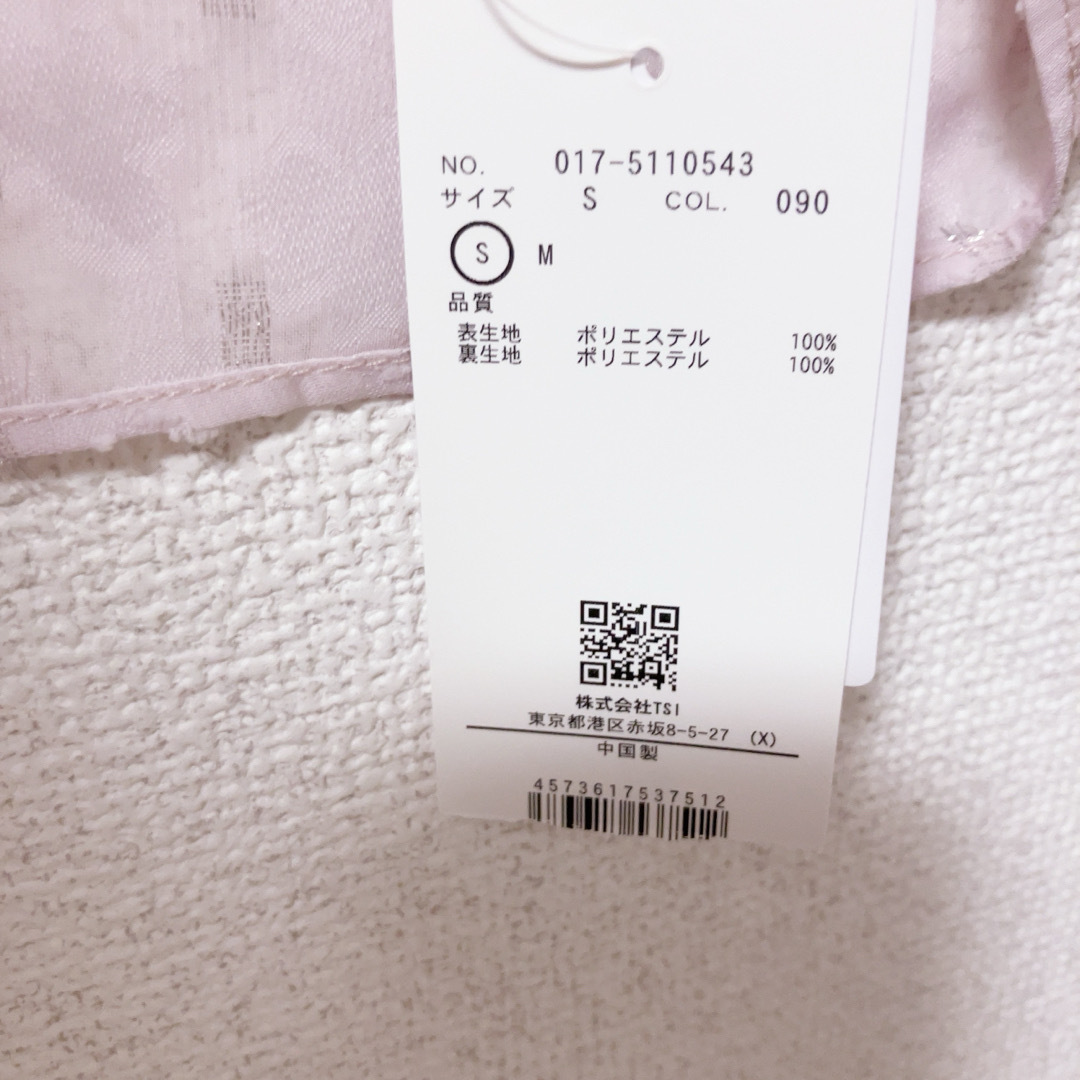 NO. 017-5110543
サイズ S COL. 090
S M
品質
表生地 ポリエステル 100%
裏生地 ポリエステル 100%
株式会社TSI
東京都港区赤坂8-5-27 (X)
中国製
4573617537512